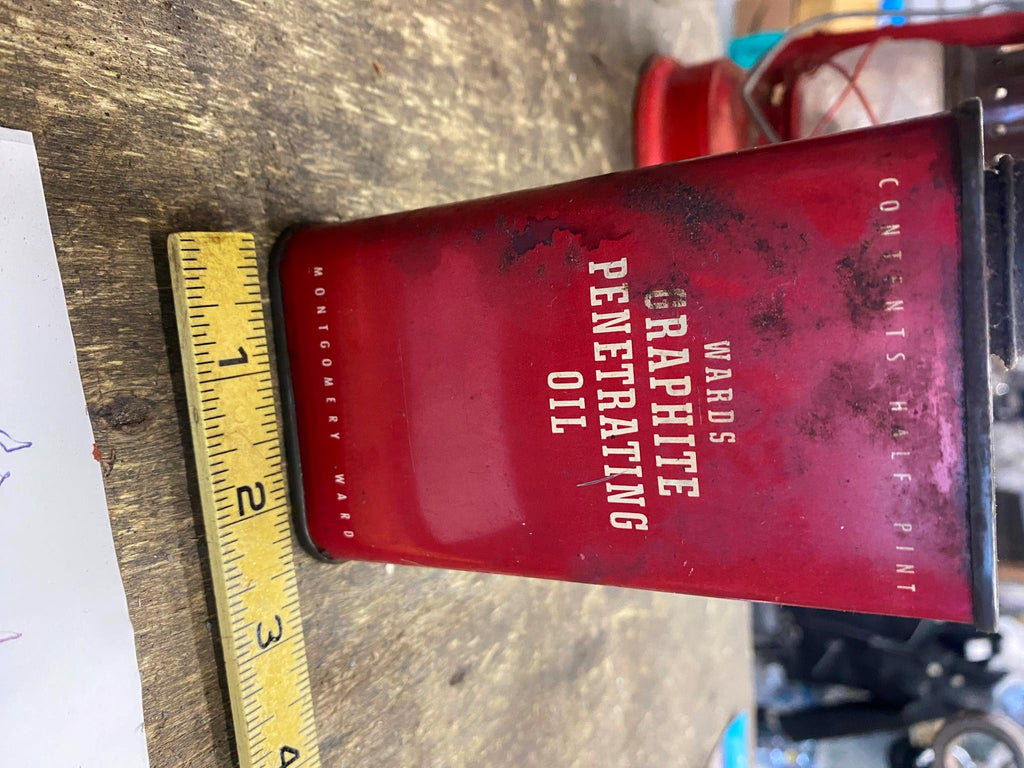 CONTENTS HALF PINT
WARDS
GRAPHITE
PENETRATING
OIL
MONTGOMERY WARD
1 2 3 4